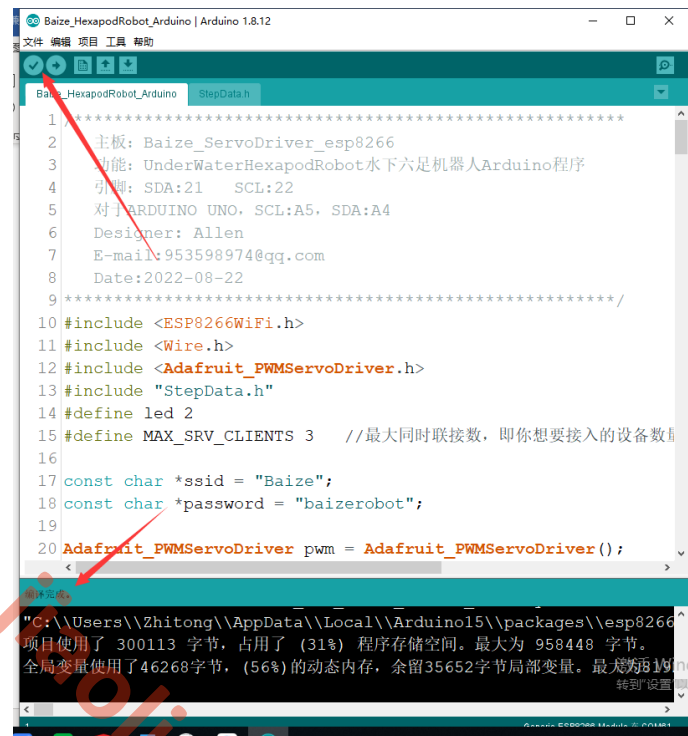 Baize_HexapodRobot_Arduino | Arduino 1.8.12
文件 编辑 项目 工具 帮助
Baize_HexapodRobot_Arduino StepData.h
1 /*******************************************************
2 主板: Baize_ServoDriver_esp8266
3 功能: UnderWaterHexapodRobot水下六足机器人Arduino程序
4 引脚: SDA:21 SCL:22
5 对于ARDUINO UNO, SCL:A5, SDA:A4
6 Designer: Allen
7 E-mail:953598974@qq.com
8 Date:2022-08-22
9 *******************************************************/
10 #include <ESP8266WiFi.h>
11 #include <Wire.h>
12 #include <Adafruit_PWMServoDriver.h>
13 #include "StepData.h"
14 #define led 2
15 #define MAX_SRV_CLIENTS 3 //最大同时联接数, 即你想要接入的设备数量
16
17 const char *ssid = "Baize";
18 const char *password = "baizerobot";
19
20 Adafruit_PWMServoDriver pwm = Adafruit_PWMServoDriver();
编译完成。
"C:\\Users\\Zhitong\\AppData\\Local\\Arduino15\\packages\\esp8266
项目使用了 300113 字节, 占用了 (31%) 程序存储空间。最大为 958448 字节。
全局变量使用了46268字节, (56%)的动态内存, 余留35652字节局部变量。最大为819
激活 Win
转到"设置"
1 Generic ESP8266 Module 在 COM61